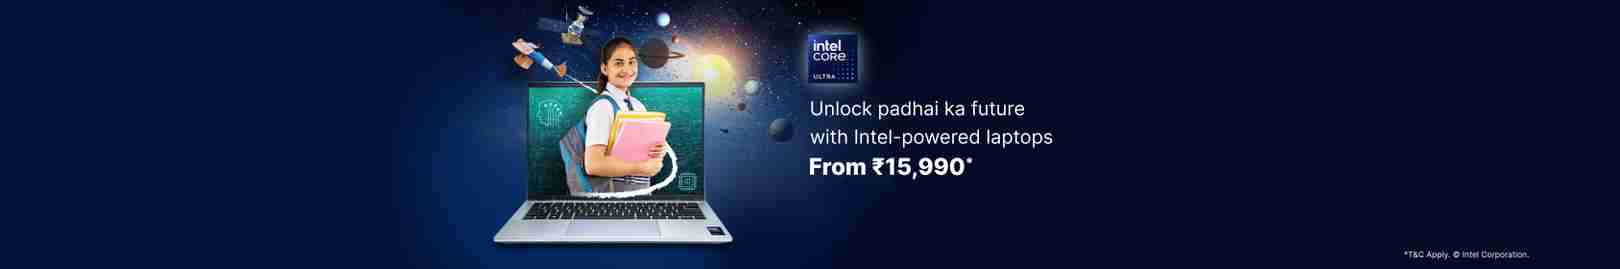 intel
CORE
ULTRA
Unlock padhai ka future
with Intel-powered laptops
From ₹15,990*
*T&C Apply. © Intel Corporation.